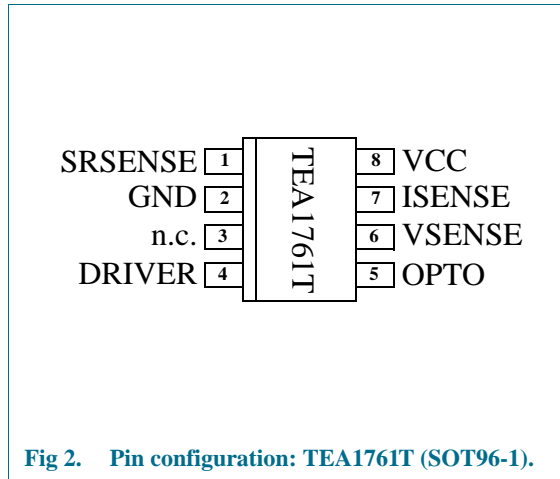 SRSENSE 1 8 VCC
GND 2 7 ISENSE
n.c. 3 6 VSENSE
DRIVER 4 5 OPTO
TEA1761T
Fig 2. Pin configuration: TEA1761T (SOT96-1).